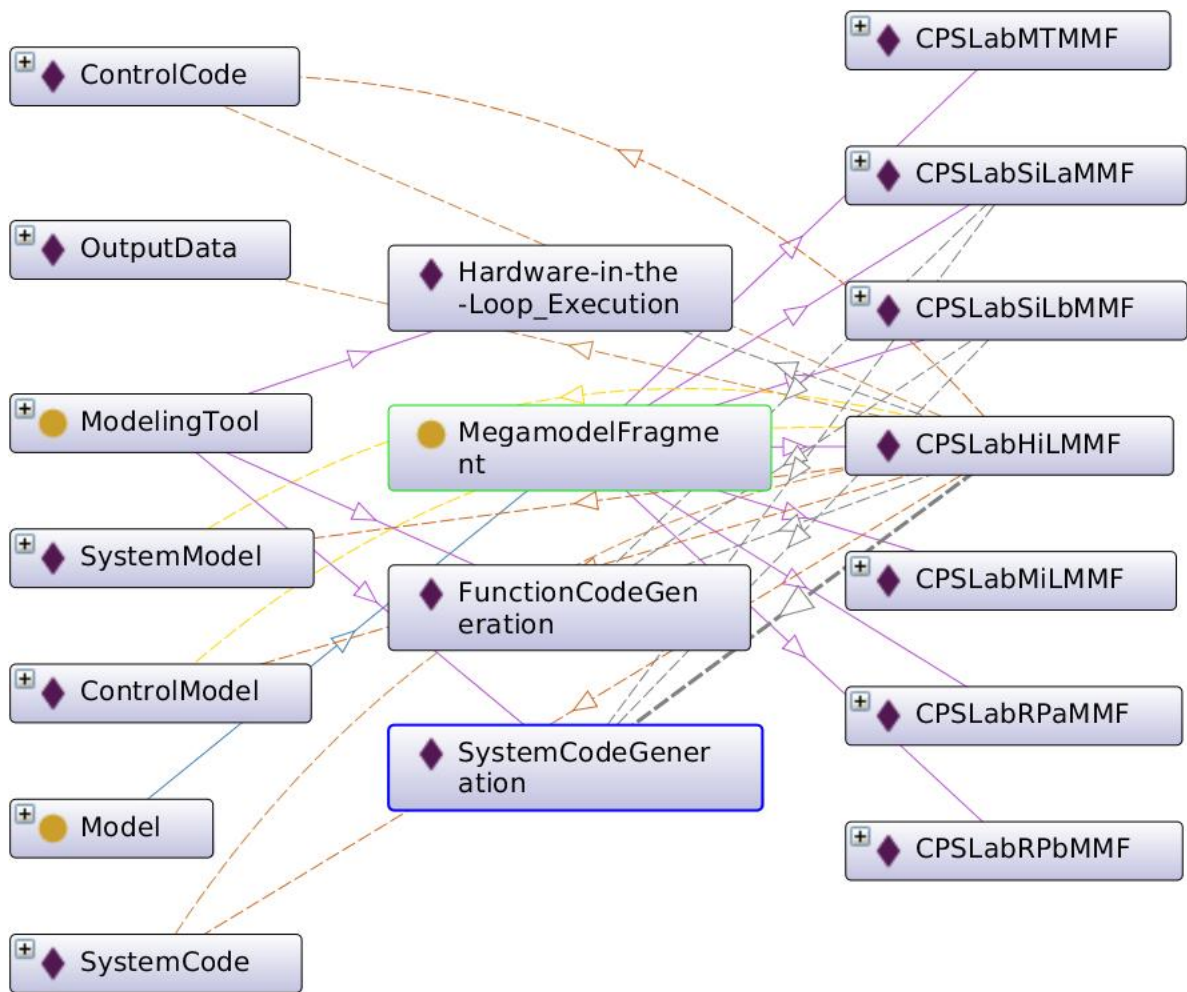 ControlCode
OutputData
ModelingTool
SystemModel
ControlModel
Model
SystemCode
Hardware-in-the
-Loop_Execution
MegamodelFragme
nt
FunctionCodeGen
eration
SystemCodeGener
ation
CPSLabMTMMF
CPSLabSiLaMMF
CPSLabSiLbMMF
CPSLabHiLMMF
CPSLabMiLMMF
CPSLabRPaMMF
CPSLabRPbMMF